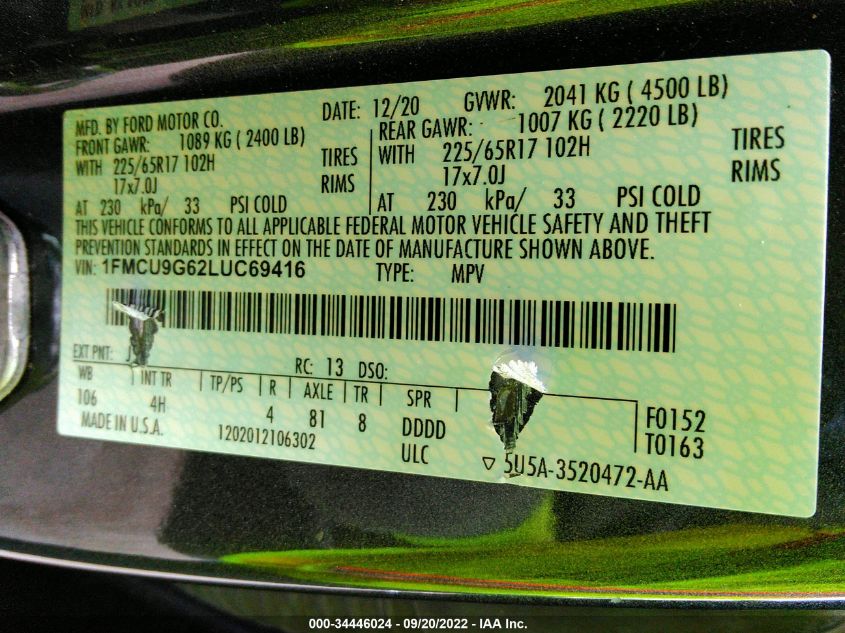 MFD. BY FORD MOTOR CO. DATE: 12/20 GVWR: 2041 KG ( 4500 LB)
FRONT GAWR: 1089 KG ( 2400 LB) REAR GAWR: 1007 KG ( 2220 LB)
WITH 225/65R17 102H TIRES WITH 225/65R17 102H TIRES
17x7.0J RIMS 17x7.0J RIMS
AT 230 kPa/ 33 PSI COLD AT 230 kPa/ 33 PSI COLD
THIS VEHICLE CONFORMS TO ALL APPLICABLE FEDERAL MOTOR VEHICLE SAFETY AND THEFT
PREVENTION STANDARDS IN EFFECT ON THE DATE OF MANUFACTURE SHOWN ABOVE.
VIN: 1FMCU9G62LUC69416 TYPE: MPV
EXT PNT: RC: 13 DSO:
WB INT TR TP/PS R AXLE TR SPR
106 4H 4 81 8 DDDD F0152
MADE IN U.S.A. 1202012106302 ULC T0163
▽ 5U5A-3520472-AA
000-34446024 - 09/20/2022 - IAA Inc.